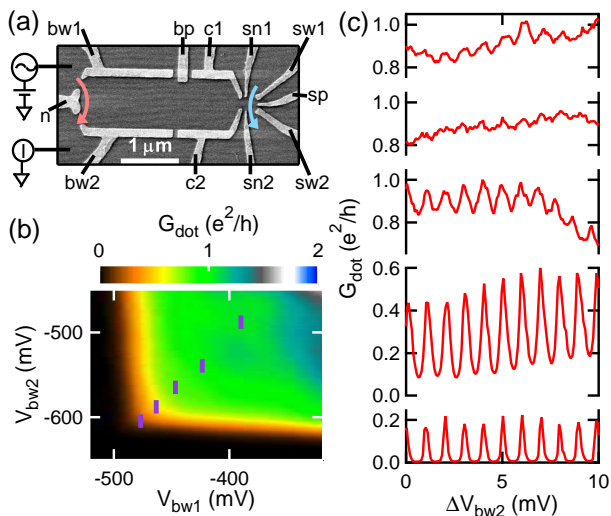 (a)
bw1
bp
c1
sn1
sw1
n
sp
1 μm
bw2
c2
sn2
sw2
(b)
G_dot (e²/h)
0
1
2
V_bw2 (mV)
-500
-600
-500
-400
V_bw1 (mV)
(c)
1.0
0.8
1.0
0.8
1.0
0.8
G_dot (e²/h)
0.6
0.4
0.2
0.2
0.0
0
5
10
ΔV_bw2 (mV)